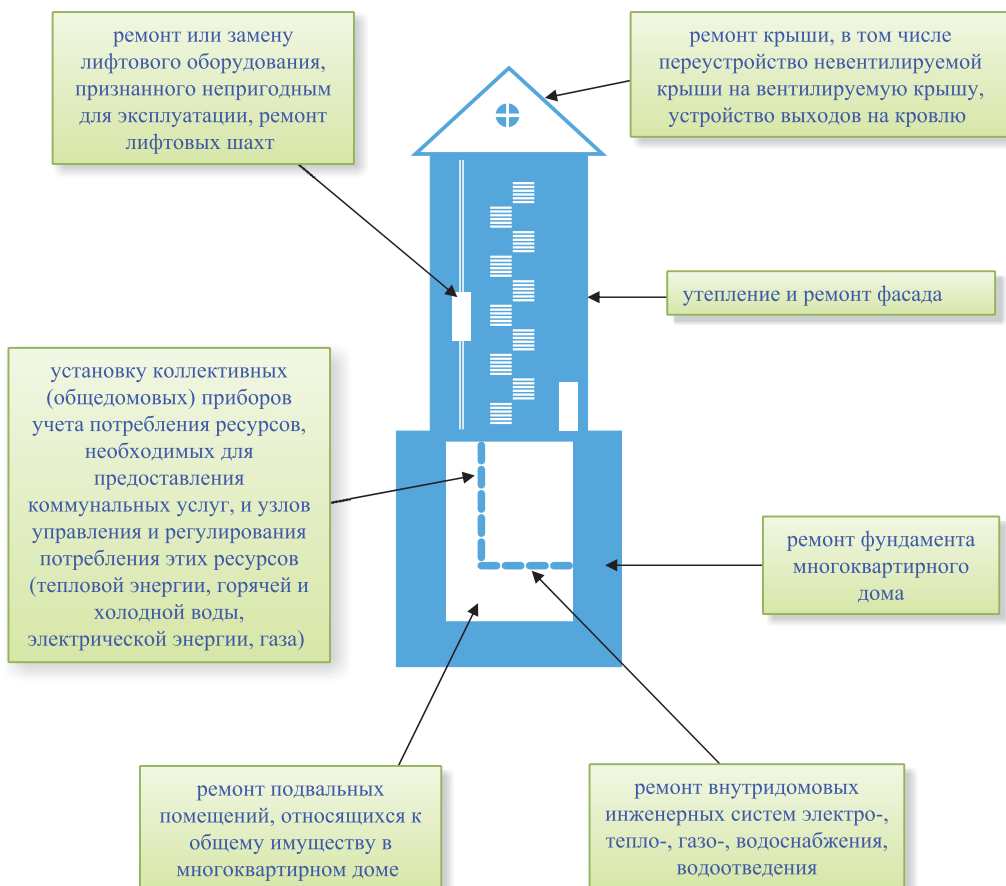 ремонт или замену
лифтового оборудования,
признанного непригодным
для эксплуатации, ремонт
лифтовых шахт
ремонт крыши, в том числе
переустройство невентилируемой
крыши на вентилируемую крышу,
устройство выходов на кровлю
утепление и ремонт фасада
установку коллективных
(общедомовых) приборов
учета потребления ресурсов,
необходимых для
предоставления
коммунальных услуг, и узлов
управления и регулирования
потребления этих ресурсов
(тепловой энергии, горячей и
холодной воды,
электрической энергии, газа)
ремонт фундамента
многоквартирного
дома
ремонт подвальных
помещений, относящихся к
общему имуществу в
многоквартирном доме
ремонт внутридомовых
инженерных систем электро-,
тепло-, газо-, водоснабжения,
водоотведения